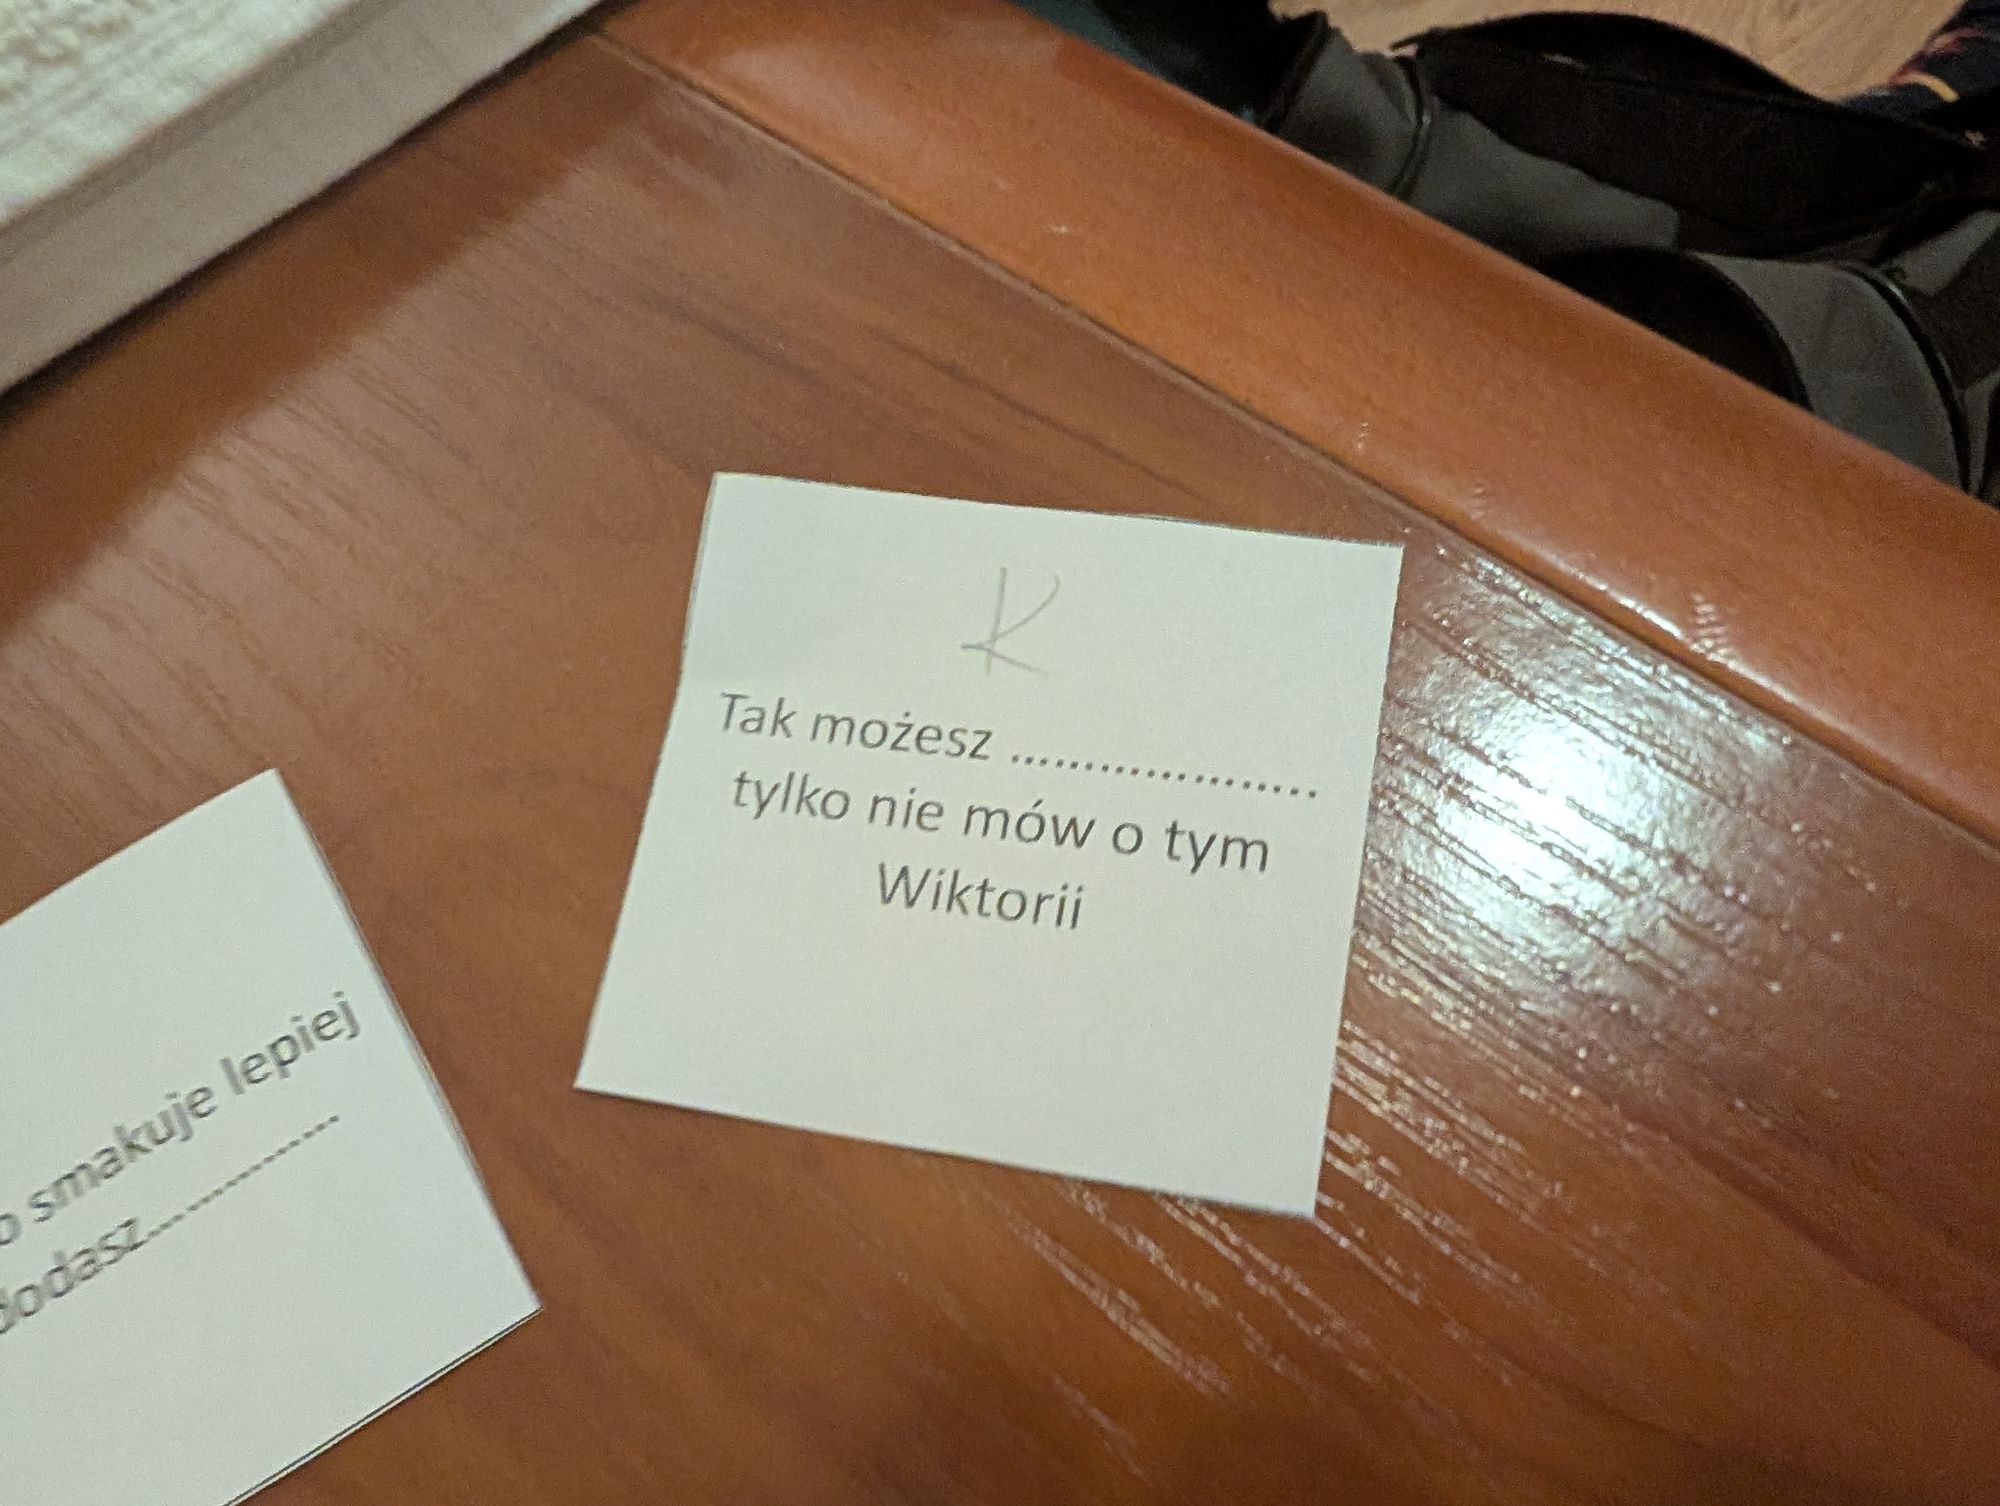 K
Tak możesz .....................
tylko nie mów o tym
Wiktorii
smakuje lepiej
dodasz................